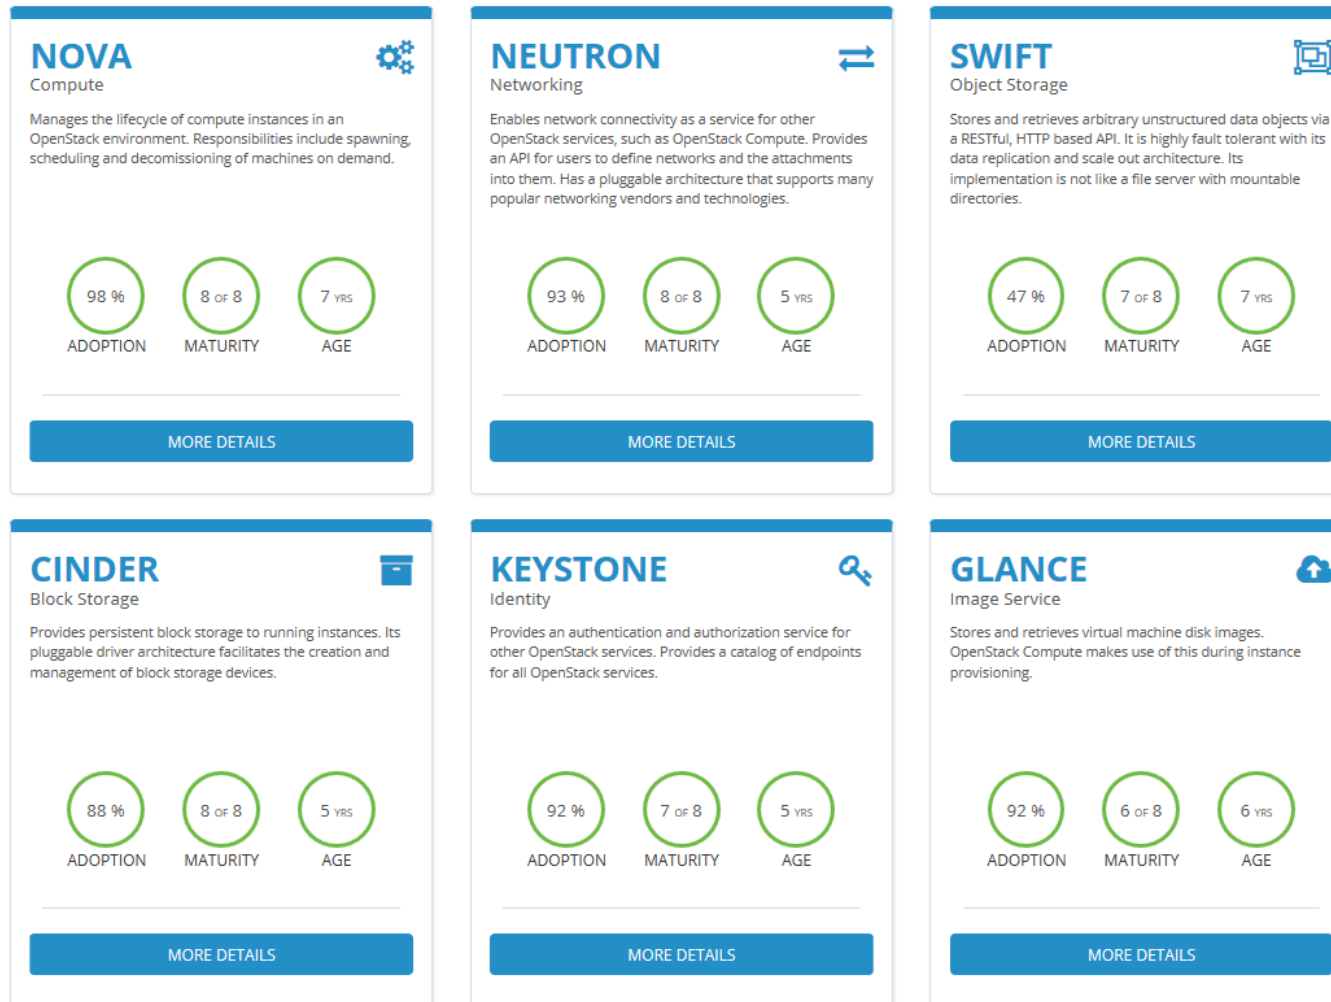 NOVA
Compute
Manages the lifecycle of compute instances in an
OpenStack environment. Responsibilities include spawning,
scheduling and decomissioning of machines on demand.
98 %
8 OF 8
7 YRS
ADOPTION
MATURITY
AGE
MORE DETAILS
NEUTRON
Networking
Enables network connectivity as a service for other
OpenStack services, such as OpenStack Compute. Provides
an API for users to define networks and the attachments
into them. Has a pluggable architecture that supports many
popular networking vendors and technologies.
93 %
8 OF 8
5 YRS
ADOPTION
MATURITY
AGE
MORE DETAILS
SWIFT
Object Storage
Stores and retrieves arbitrary unstructured data objects via
a RESTful, HTTP based API. It is highly fault tolerant with its
data replication and scale out architecture. Its
implementation is not like a file server with mountable
directories.
47 %
7 OF 8
7 YRS
ADOPTION
MATURITY
AGE
MORE DETAILS
CINDER
Block Storage
Provides persistent block storage to running instances. Its
pluggable driver architecture facilitates the creation and
management of block storage devices.
88 %
8 OF 8
5 YRS
ADOPTION
MATURITY
AGE
MORE DETAILS
KEYSTONE
Identity
Provides an authentication and authorization service for
other OpenStack services. Provides a catalog of endpoints
for all OpenStack services.
92 %
7 OF 8
5 YRS
ADOPTION
MATURITY
AGE
MORE DETAILS
GLANCE
Image Service
Stores and retrieves virtual machine disk images.
OpenStack Compute makes use of this during instance
provisioning.
92 %
6 OF 8
6 YRS
ADOPTION
MATURITY
AGE
MORE DETAILS